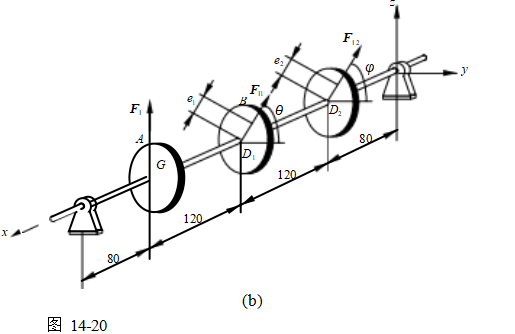 z
y
x
e₂
F₁₂
φ
e₁
B
F₁₁
θ
F₁
A
G
D₁
D₂
80
120
120
80
(b)
图 14-20